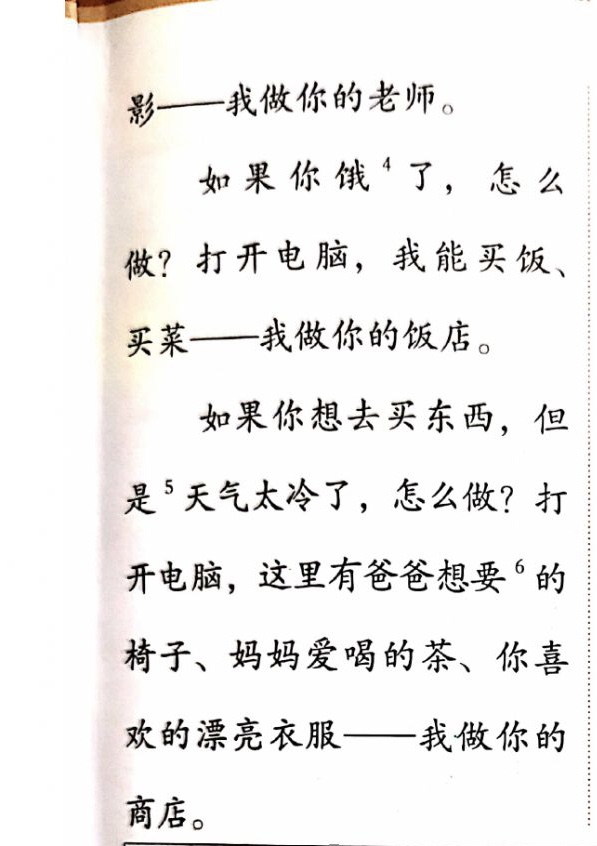 影——我做你的老师。
如果你饿⁴了，怎么
做？打开电脑，我能买饭、
买菜——我做你的饭店。
如果你想去买东西，但
是⁵天气太冷了，怎么做？打
开电脑，这里有爸爸想要⁶的
椅子、妈妈爱喝的茶、你喜
欢的漂亮衣服——我做你的
商店。